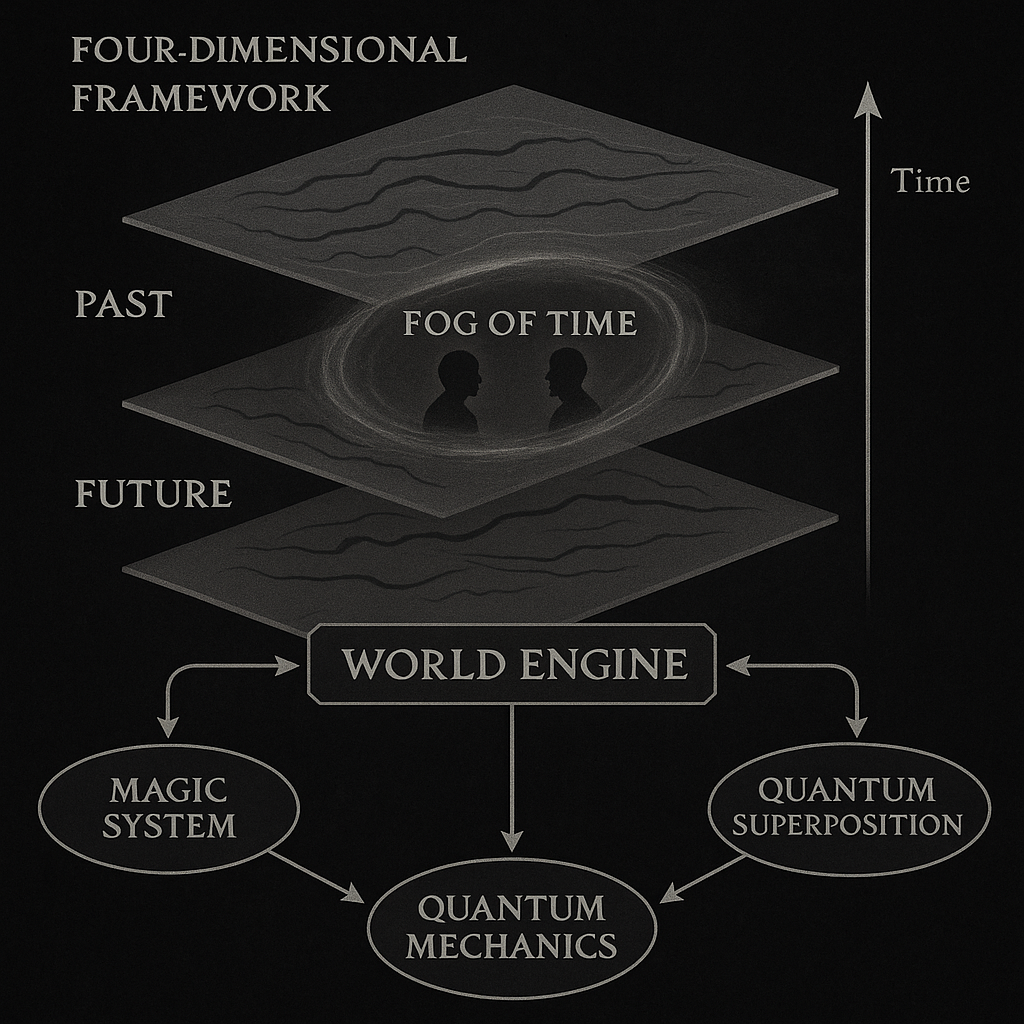 FOUR-DIMENSIONAL
FRAMEWORK
Time
PAST
FOG OF TIME
FUTURE
WORLD ENGINE
MAGIC
SYSTEM
QUANTUM
SUPERPOSITION
QUANTUM
MECHANICS